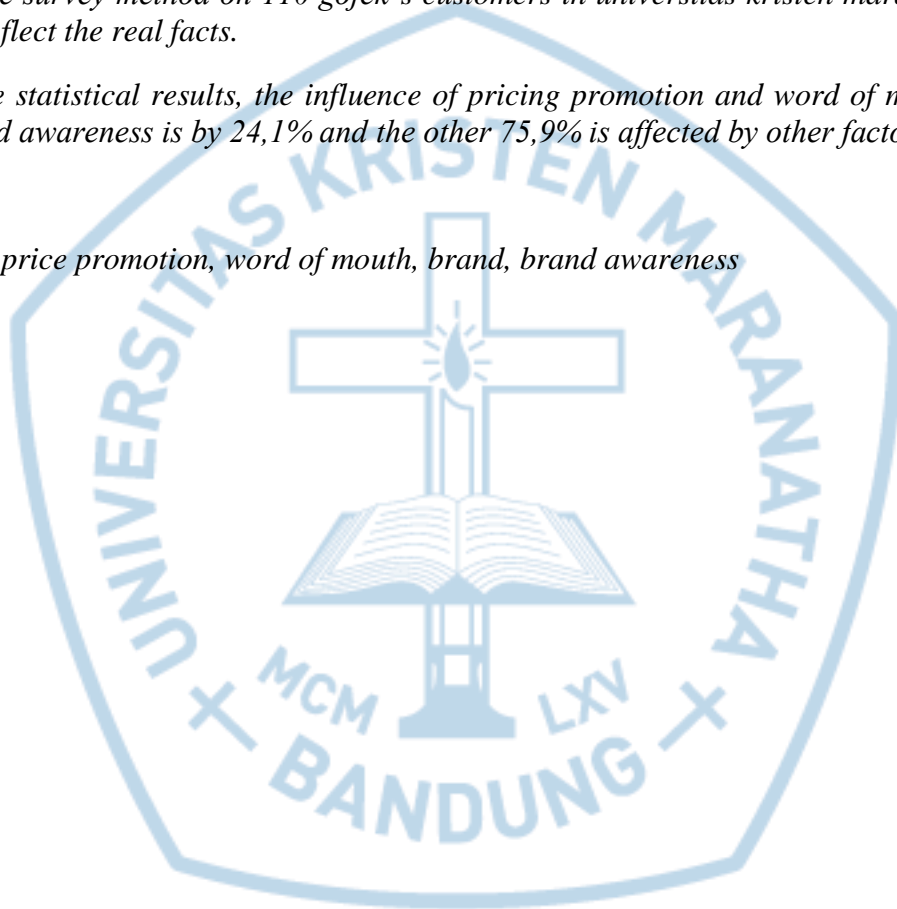 survey method on 110 gojek's customers in universitas kristen mar
flect the real facts.
statistical results, the influence of pricing promotion and word of m
d awareness is by 24,1% and the other 75,9% is affected by other facto
price promotion, word of mouth, brand, brand awareness
UNIVERSITAS KRISTEN MARANATHA
MCM LXV
BANDUNG